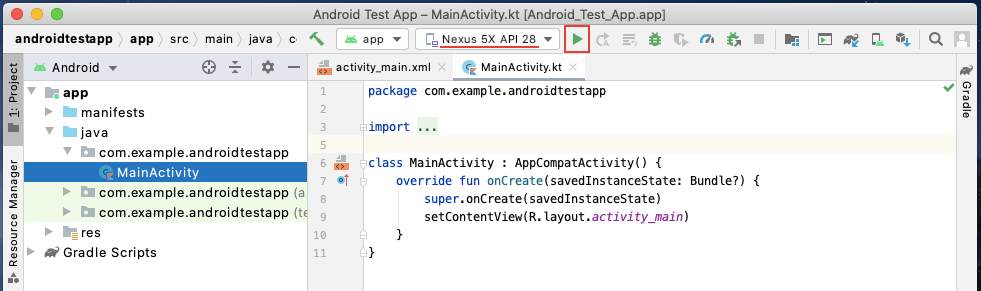 Android Test App – MainActivity.kt [Android_Test_App.app]
androidtestapp app src main java app Nexus 5X API 28
1: Project
Resource Manager
Android
app
manifests
java
com.example.androidtestapp
MainActivity
com.example.androidtestapp (a
com.example.androidtestapp (te
res
Gradle Scripts
activity_main.xml MainActivity.kt
1 package com.example.androidtestapp
2
3 import ...
5
6 class MainActivity : AppCompatActivity() {
7 override fun onCreate(savedInstanceState: Bundle?) {
8 super.onCreate(savedInstanceState)
9 setContentView(R.layout.activity_main)
10 }
11 }
Gradle